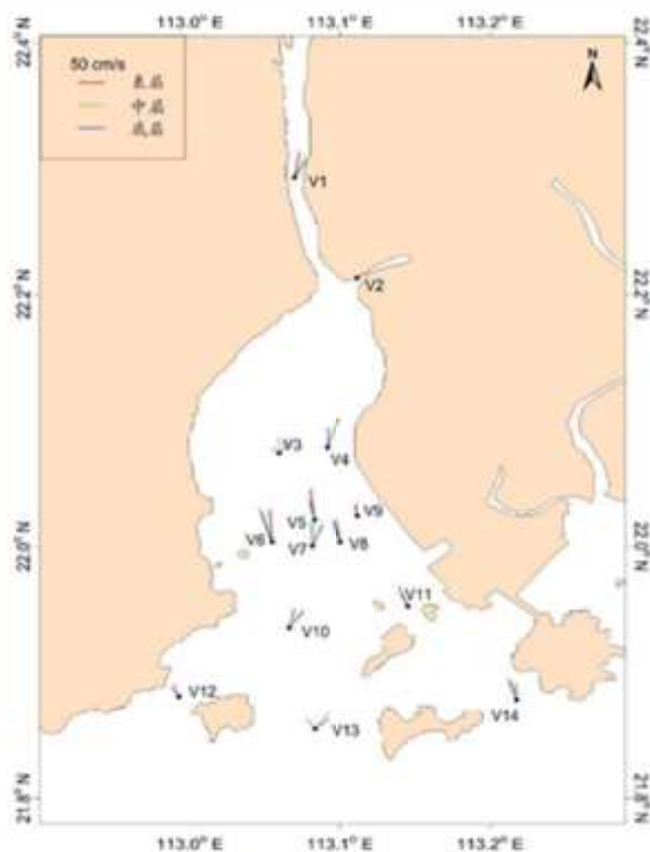 113.0° E 113.1° E 113.2° E
22.4° N 22.4° N
N
50 cm/s
表层
中层
底层
V1
V2
22.2° N 22.2° N
V3
V4
V5
V9
V6
V7
V8
22.0° N 22.0° N
V11
V10
V12
V14
V13
21.8° N 21.8° N
113.0° E 113.1° E 113.2° E